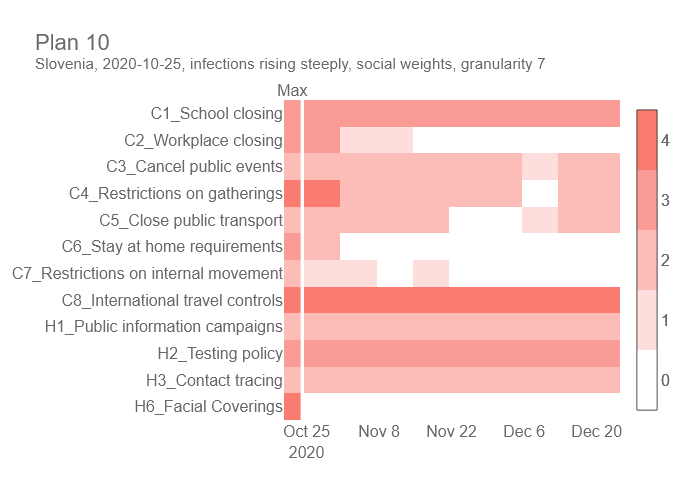 Plan 10
Slovenia, 2020-10-25, infections rising steeply, social weights, granularity 7
Max
C1_School closing
C2_Workplace closing
C3_Cancel public events
C4_Restrictions on gatherings
C5_Close public transport
C6_Stay at home requirements
C7_Restrictions on internal movement
C8_International travel controls
H1_Public information campaigns
H2_Testing policy
H3_Contact tracing
H6_Facial Coverings
4
3
2
1
0
Oct 25 Nov 8 Nov 22 Dec 6 Dec 20
2020